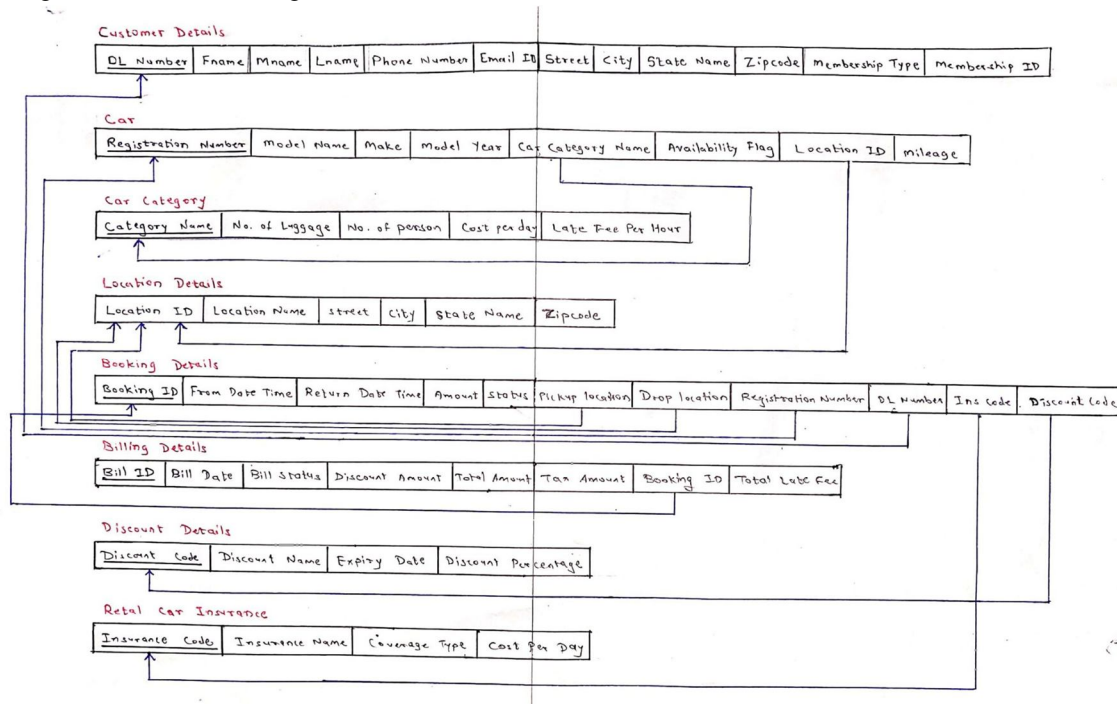 Customer Details
DL Number Fname Mname Lname Phone Number Email ID Street City State Name Zipcode Membership Type Membership ID
Car
Registration Number Model Name Make Model Year Car Category Name Availability Flag Location ID Mileage
Car Category
Category Name No. of Luggage No. of person Cost per day Late Fee Per Hour
Location Details
Location ID Location Name street City State Name Zipcode
Booking Details
Booking ID From Date Time Return Date Time Amount Status Pickup location Drop location Registration Number DL Number Ins code Discount Code
Billing Details
Bill ID Bill Date Bill Status Discount Amount Total Amount Tax Amount Booking ID Total Late Fee
Discount Details
Discount Code Discount Name Expiry Date Discount Percentage
Retal Car Insurance
Insurance Code Insurance Name Coverage Type Cost Per Day